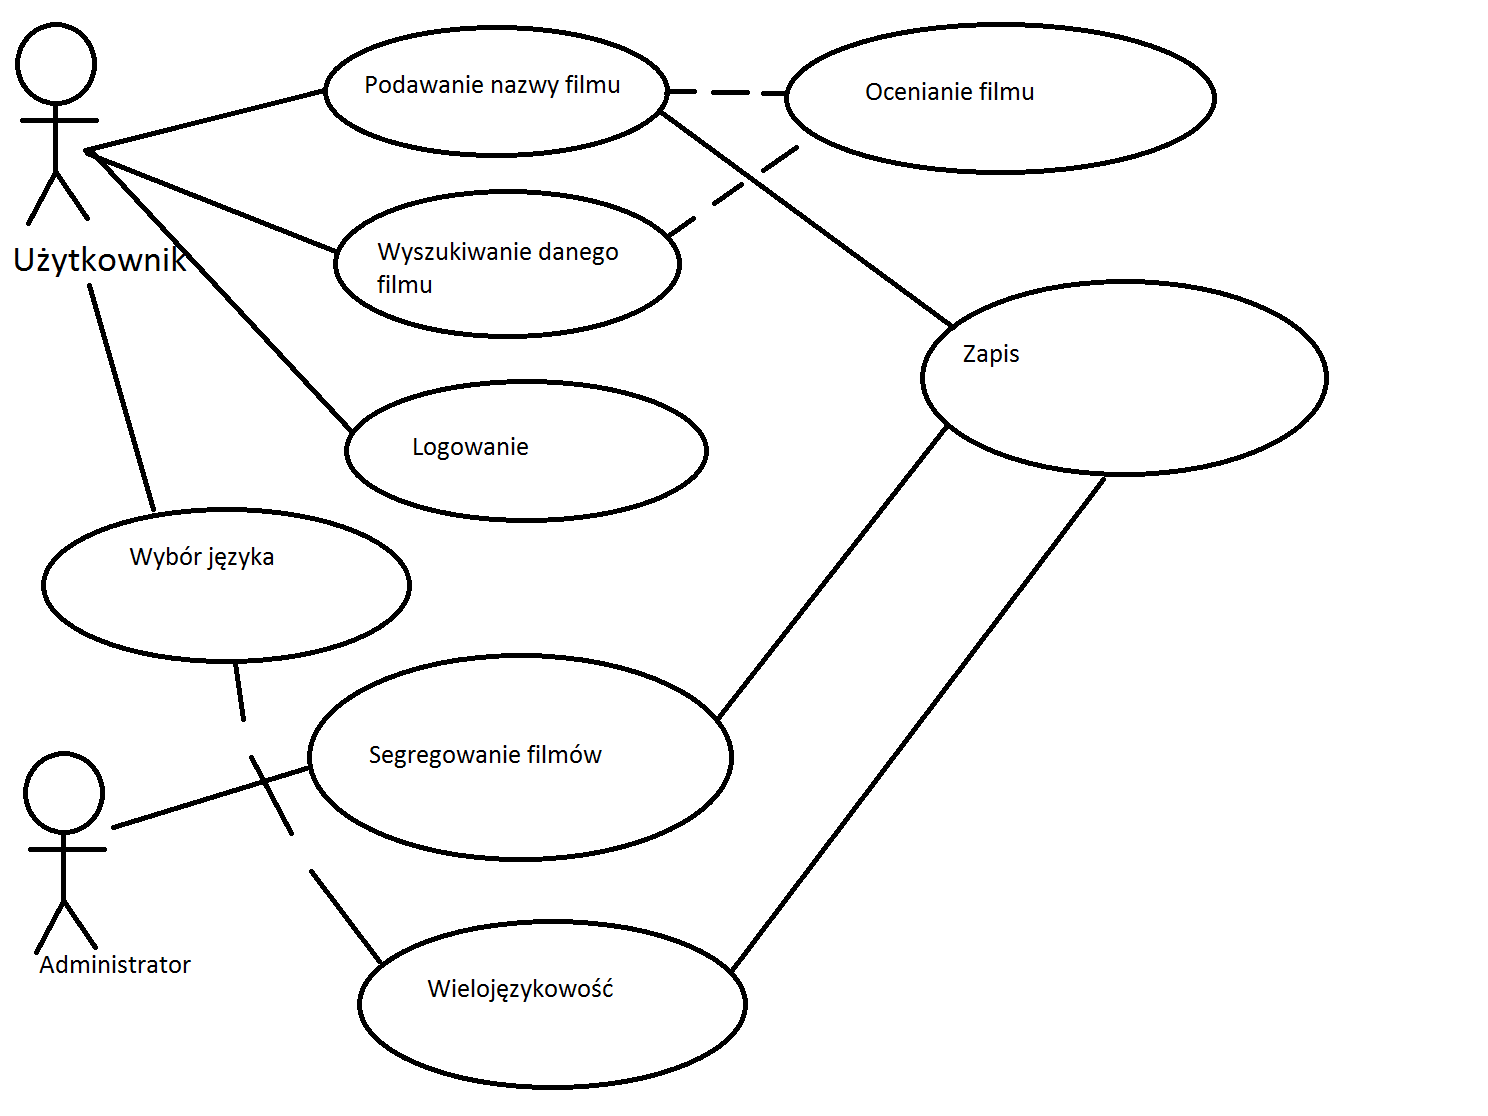 Podawanie nazwy filmu
Ocenianie filmu
Użytkownik
Wyszukiwanie danego
filmu
Zapis
Logowanie
Wybór języka
Segregowanie filmów
Administrator
Wielojęzykowość